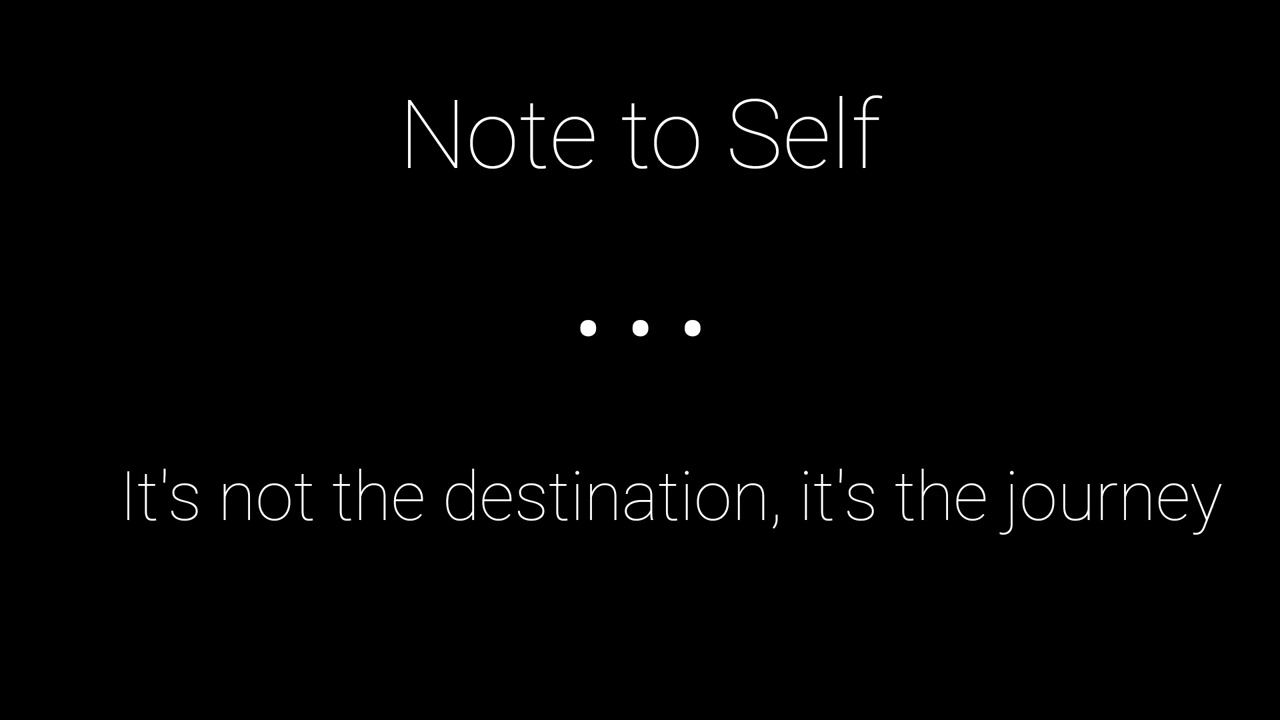 Note to Self
• • •
It's not the destination, it's the journey